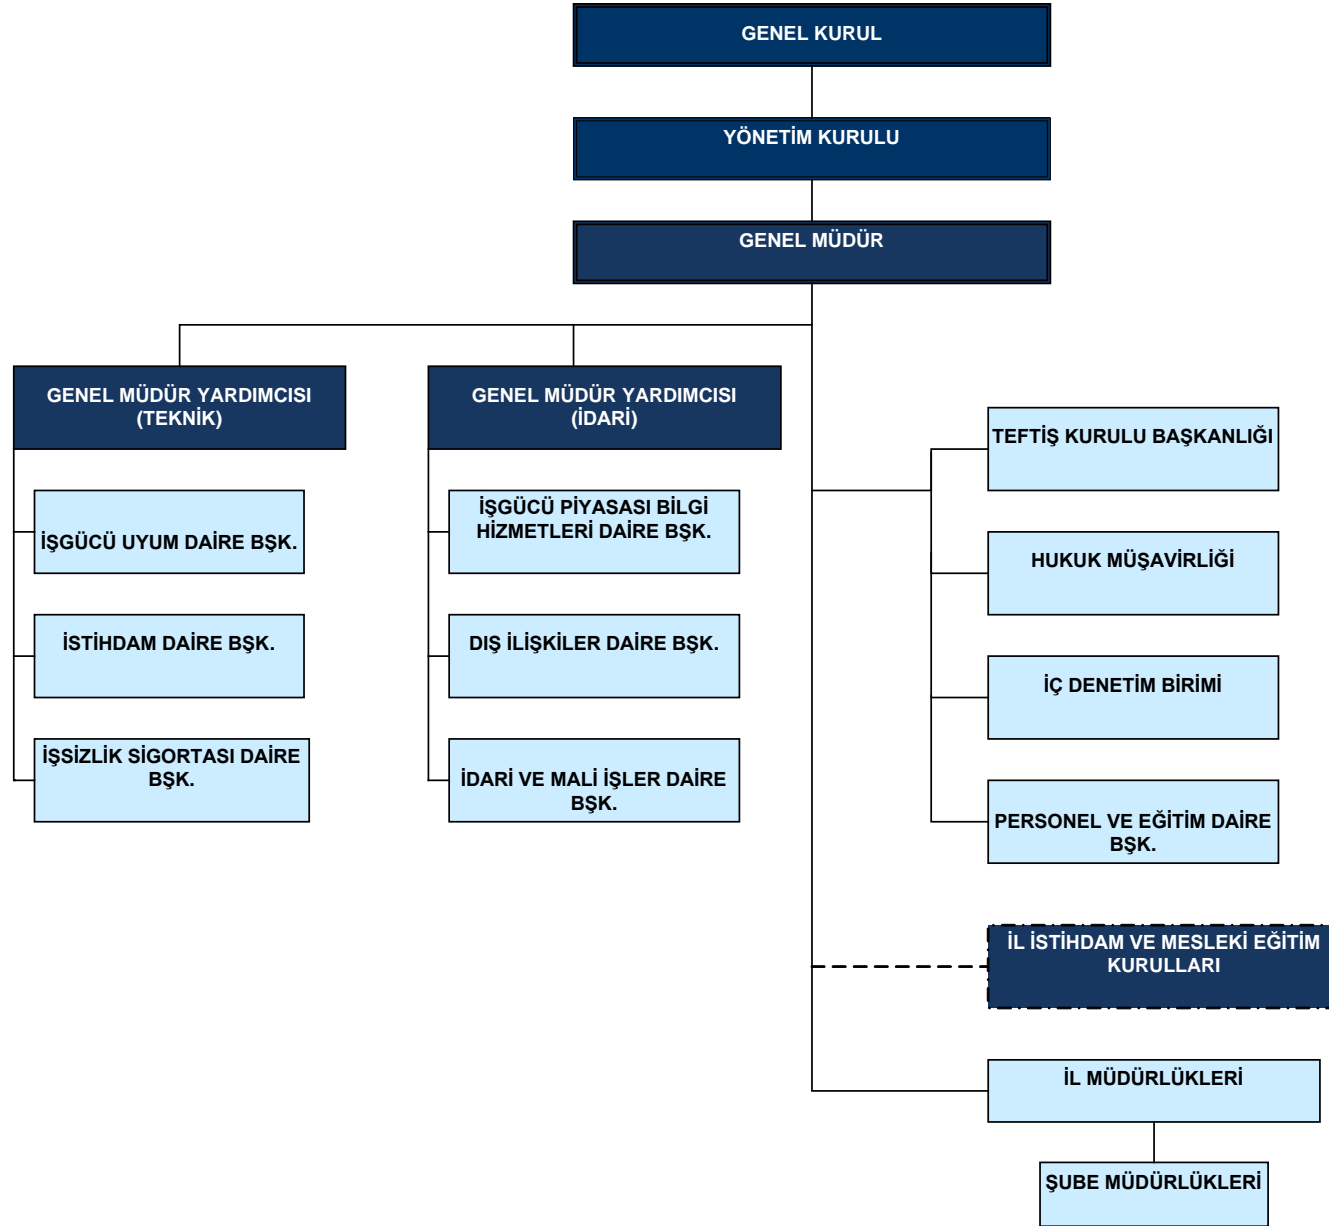 GENEL KURUL
YÖNETİM KURULU
GENEL MÜDÜR
GENEL MÜDÜR YARDIMCISI
(TEKNİK)
İŞGÜCÜ UYUM DAİRE BŞK.
İSTİHDAM DAİRE BŞK.
İŞSİZLİK SİGORTASI DAİRE
BŞK.
GENEL MÜDÜR YARDIMCISI
(İDARİ)
İŞGÜCÜ PİYASASI BİLGİ
HİZMETLERİ DAİRE BŞK.
DIŞ İLİŞKİLER DAİRE BŞK.
İDARİ VE MALİ İŞLER DAİRE
BŞK.
TEFTİŞ KURULU BAŞKANLIĞI
HUKUK MÜŞAVİRLİĞİ
İÇ DENETİM BİRİMİ
PERSONEL VE EĞİTİM DAİRE
BŞK.
İL İSTİHDAM VE MESLEKİ EĞİTİM
KURULLARI
İL MÜDÜRLÜKLERİ
ŞUBE MÜDÜRLÜKLERİ